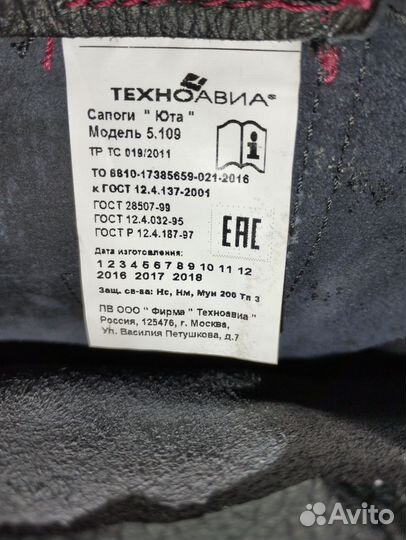 ТЕХНОАВИА®
Сапоги " Юта "
Модель 5.109
ТР ТС 019/2011
ТО 8810-17385659-021-2016
к ГОСТ 12.4.137-2001
ГОСТ 28507-99
ГОСТ 12.4.032-95
ГОСТ Р 12.4.187-97
EAC
Дата изготовления:
1 2 3 4 5 6 7 8 9 10 11 12
2016 2017 2018
Защ. св-ва: Нс, Нм, Мун 200 Тп 3
ПВ ООО " Фирма " Техноавиа "
Россия, 125476, г. Москва,
Ул. Василия Петушкова, д.7
Avito